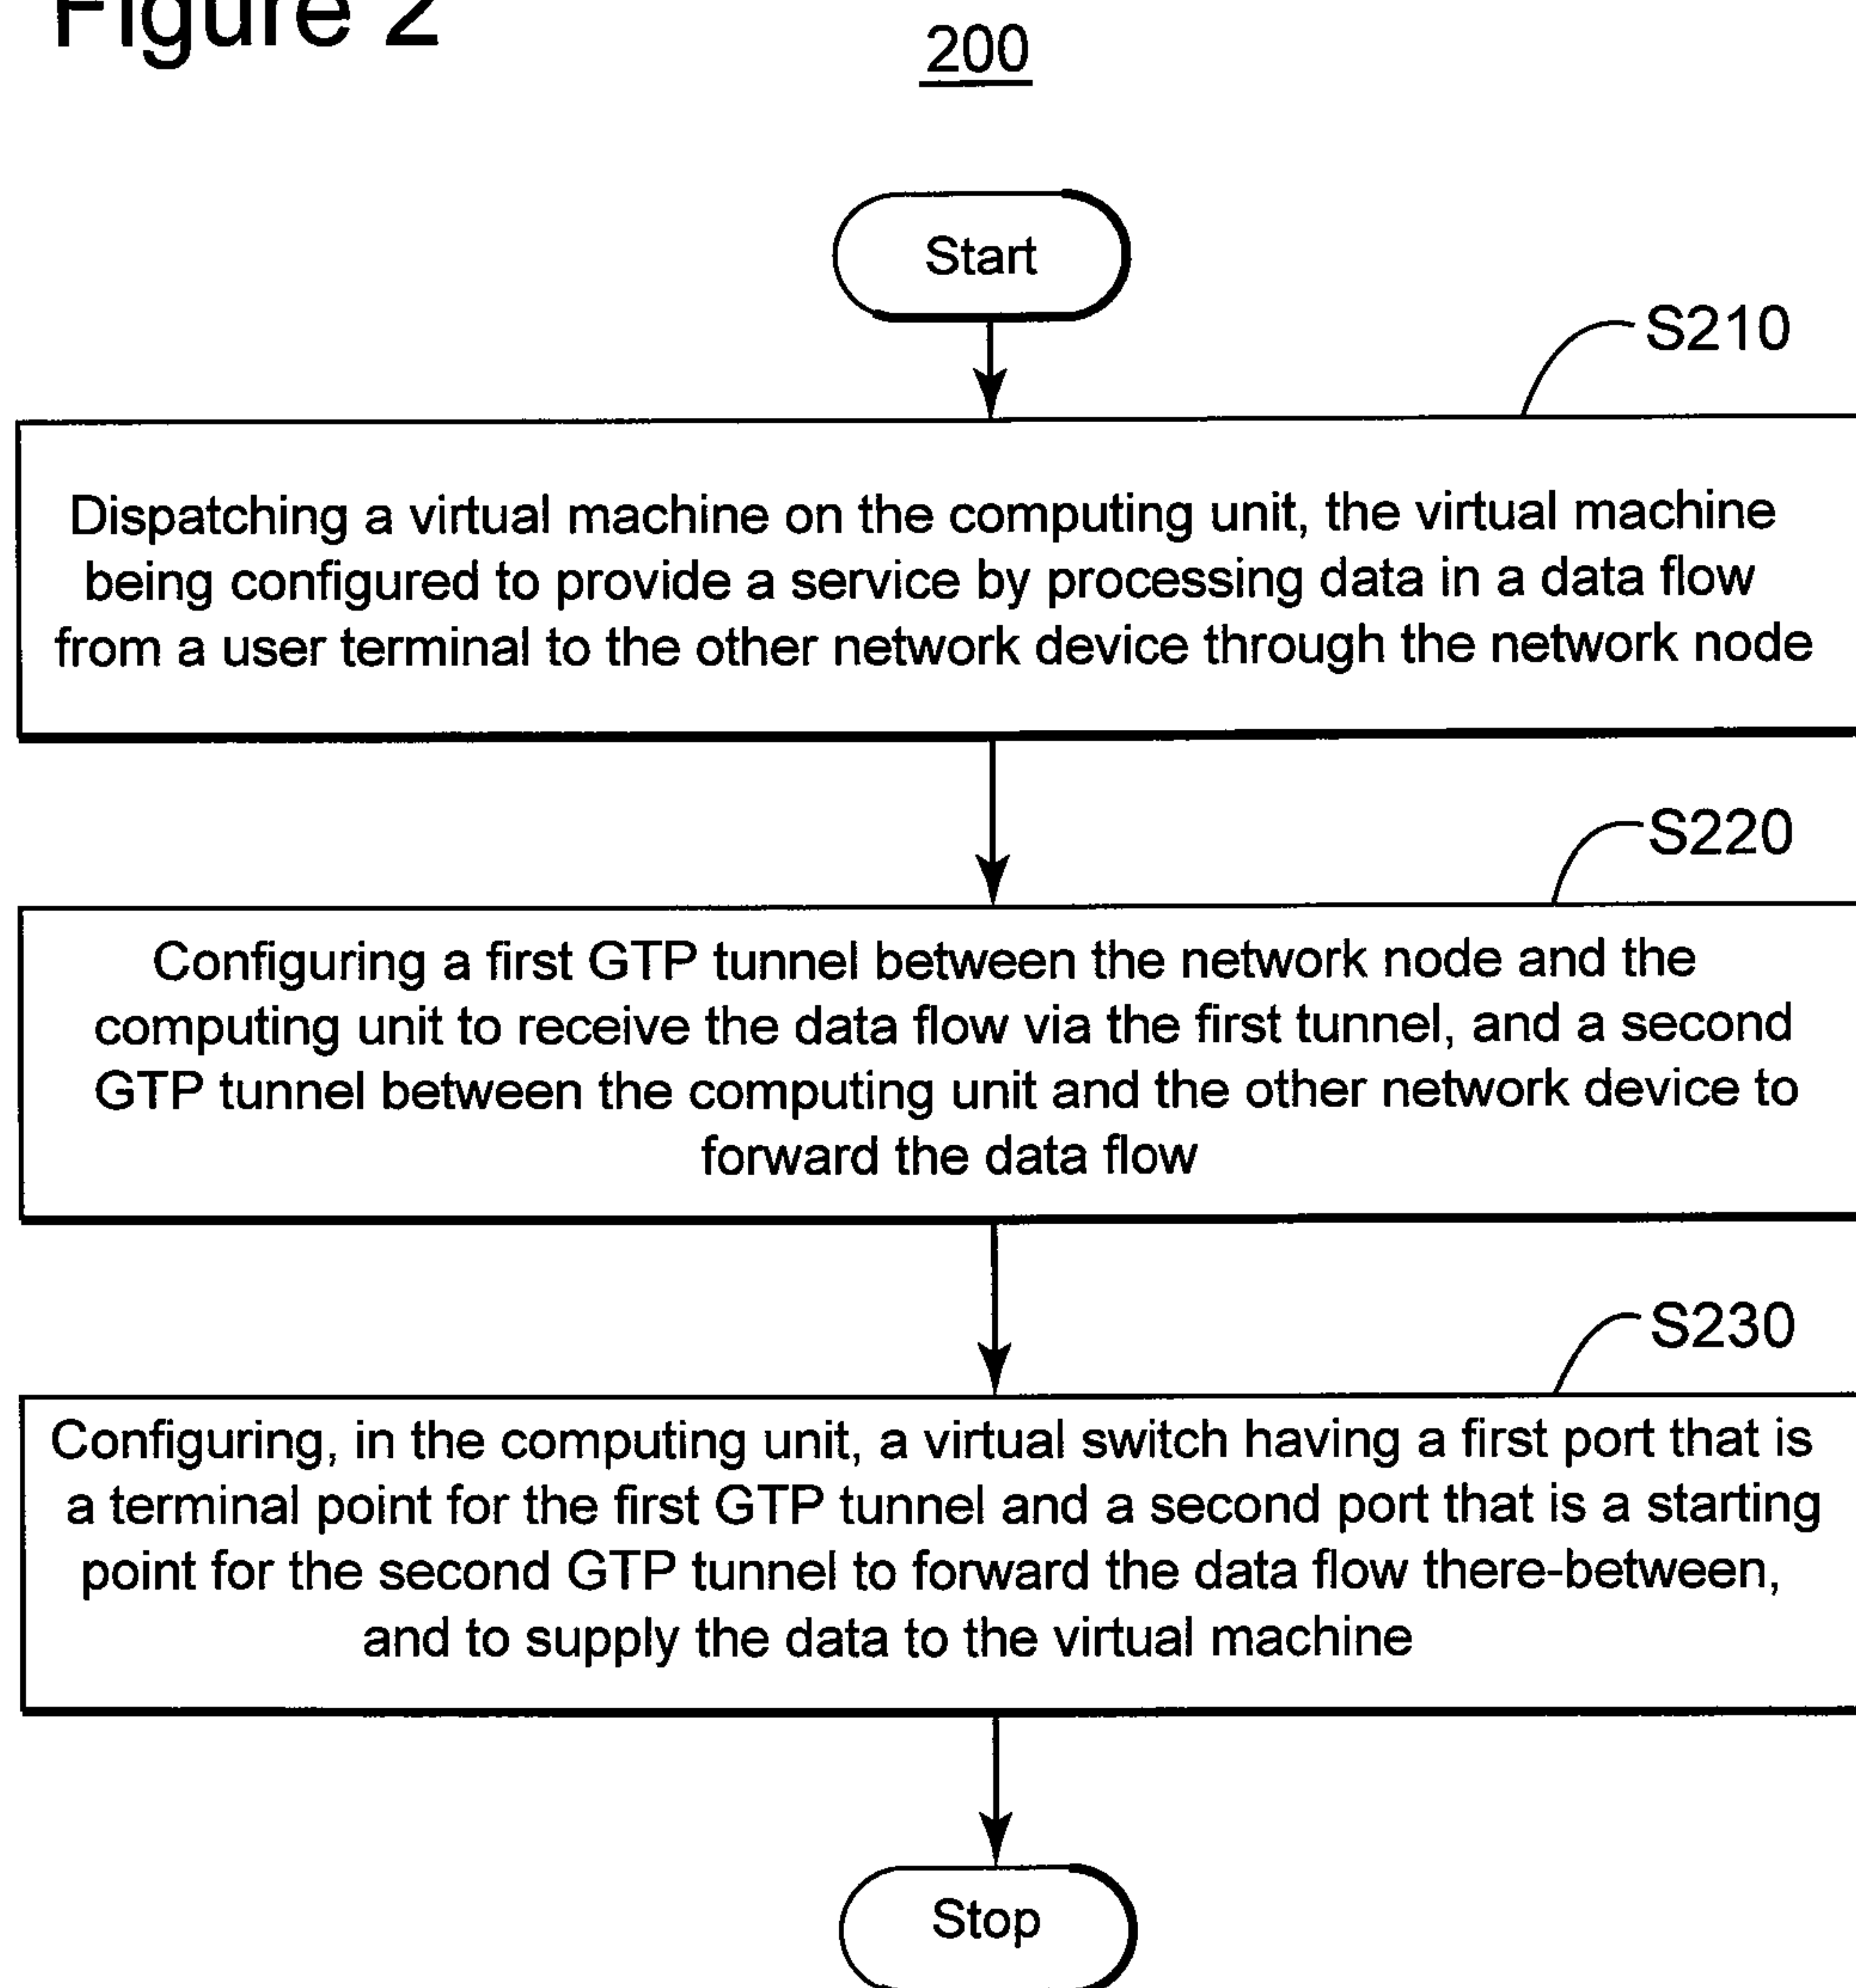 Figure 2
200
Start
S210
Dispatching a virtual machine on the computing unit, the virtual machine
being configured to provide a service by processing data in a data flow
from a user terminal to the other network device through the network node
S220
Configuring a first GTP tunnel between the network node and the
computing unit to receive the data flow via the first tunnel, and a second
GTP tunnel between the computing unit and the other network device to
forward the data flow
S230
Configuring, in the computing unit, a virtual switch having a first port that is
a terminal point for the first GTP tunnel and a second port that is a starting
point for the second GTP tunnel to forward the data flow there-between,
and to supply the data to the virtual machine
Stop